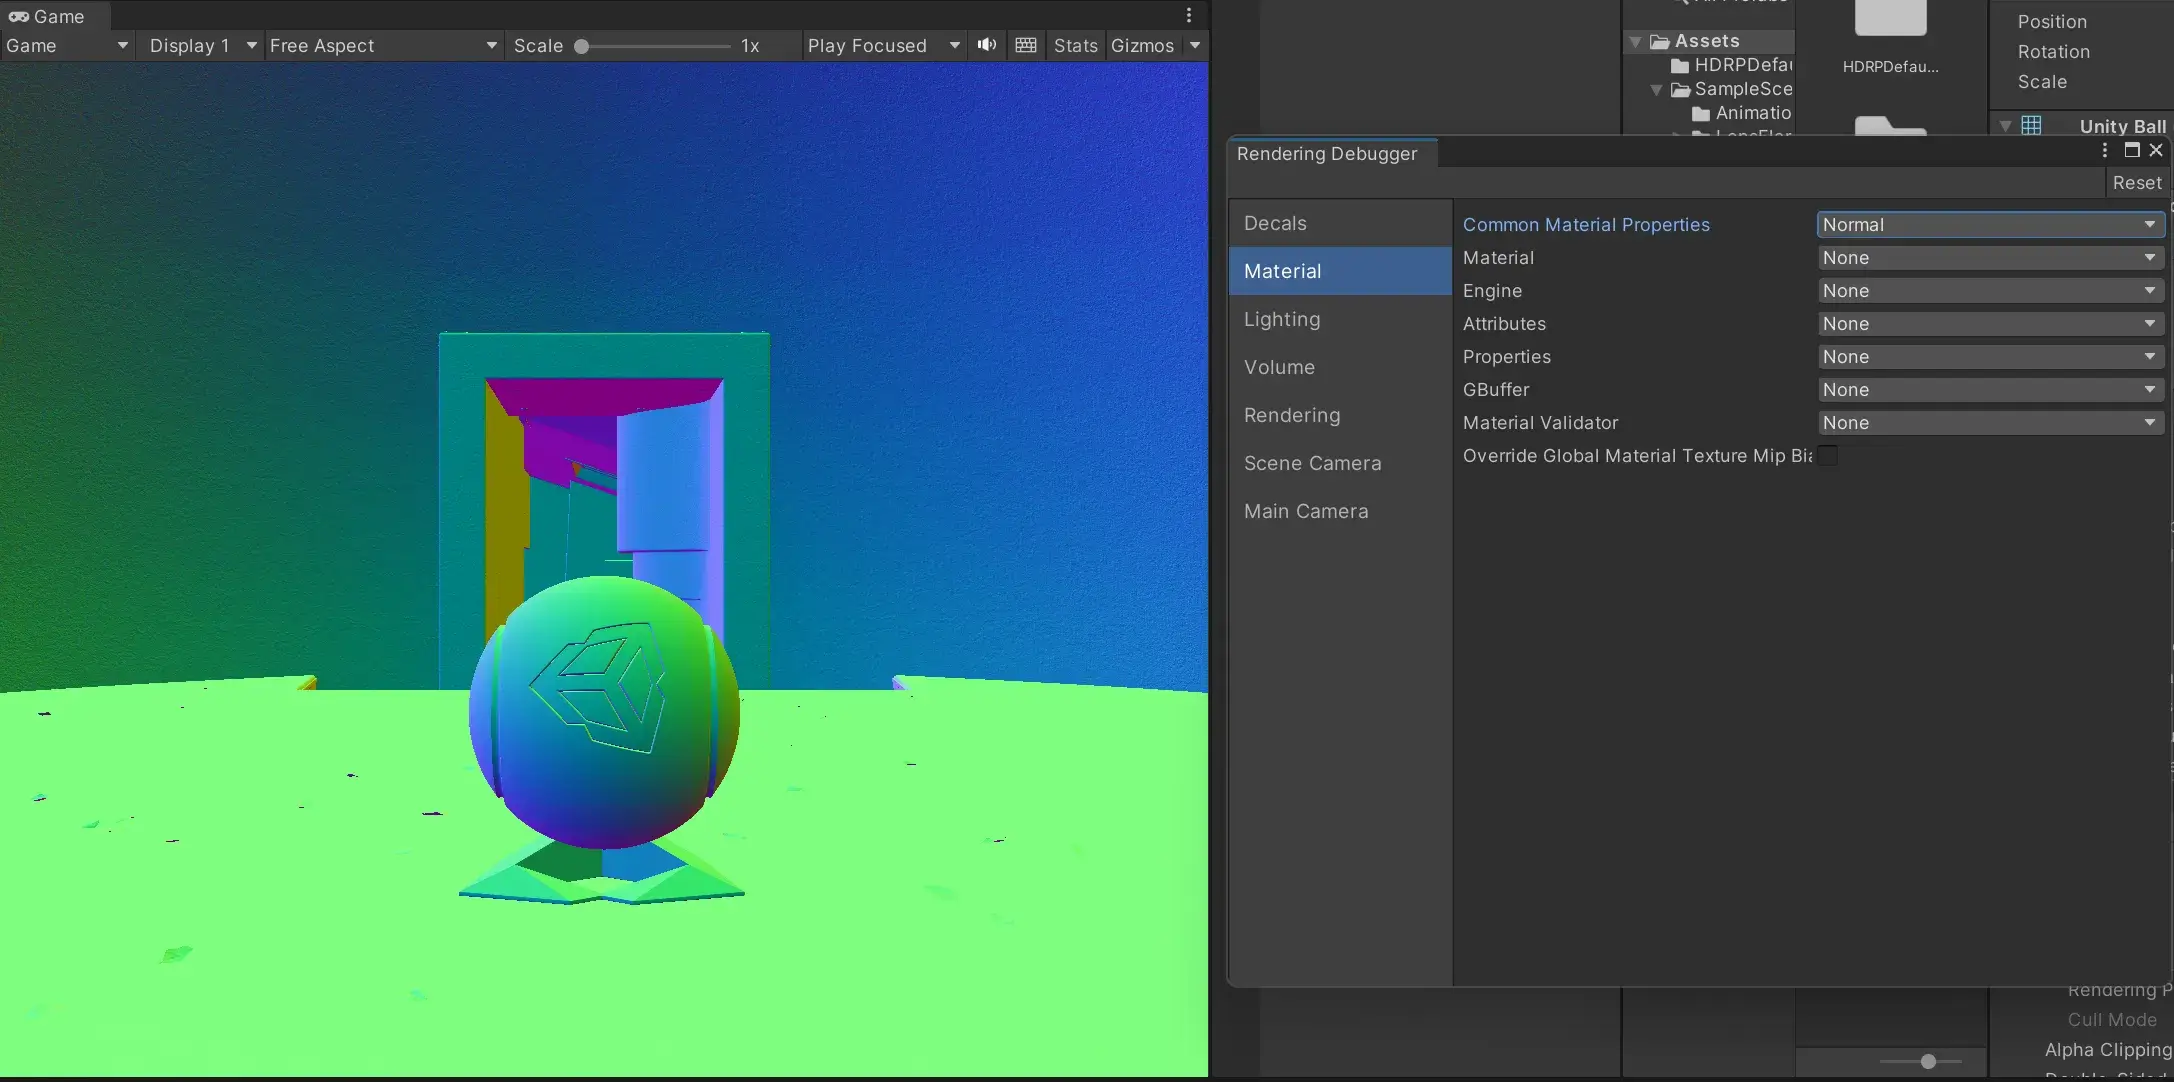 Game
Game
Display 1
Free Aspect
Scale
1x
Play Focused
Stats
Gizmos
Assets
HDRPDefau
SampleSce
Animatio
HDRPDefau...
Position
Rotation
Scale
Unity Ball
Rendering Debugger
Reset
Decals
Material
Lighting
Volume
Rendering
Scene Camera
Main Camera
Common Material Properties
Normal
Material
None
Engine
None
Attributes
None
Properties
None
GBuffer
None
Material Validator
None
Override Global Material Texture Mip Bia
Rendering P
Cull Mode
Alpha Clipping